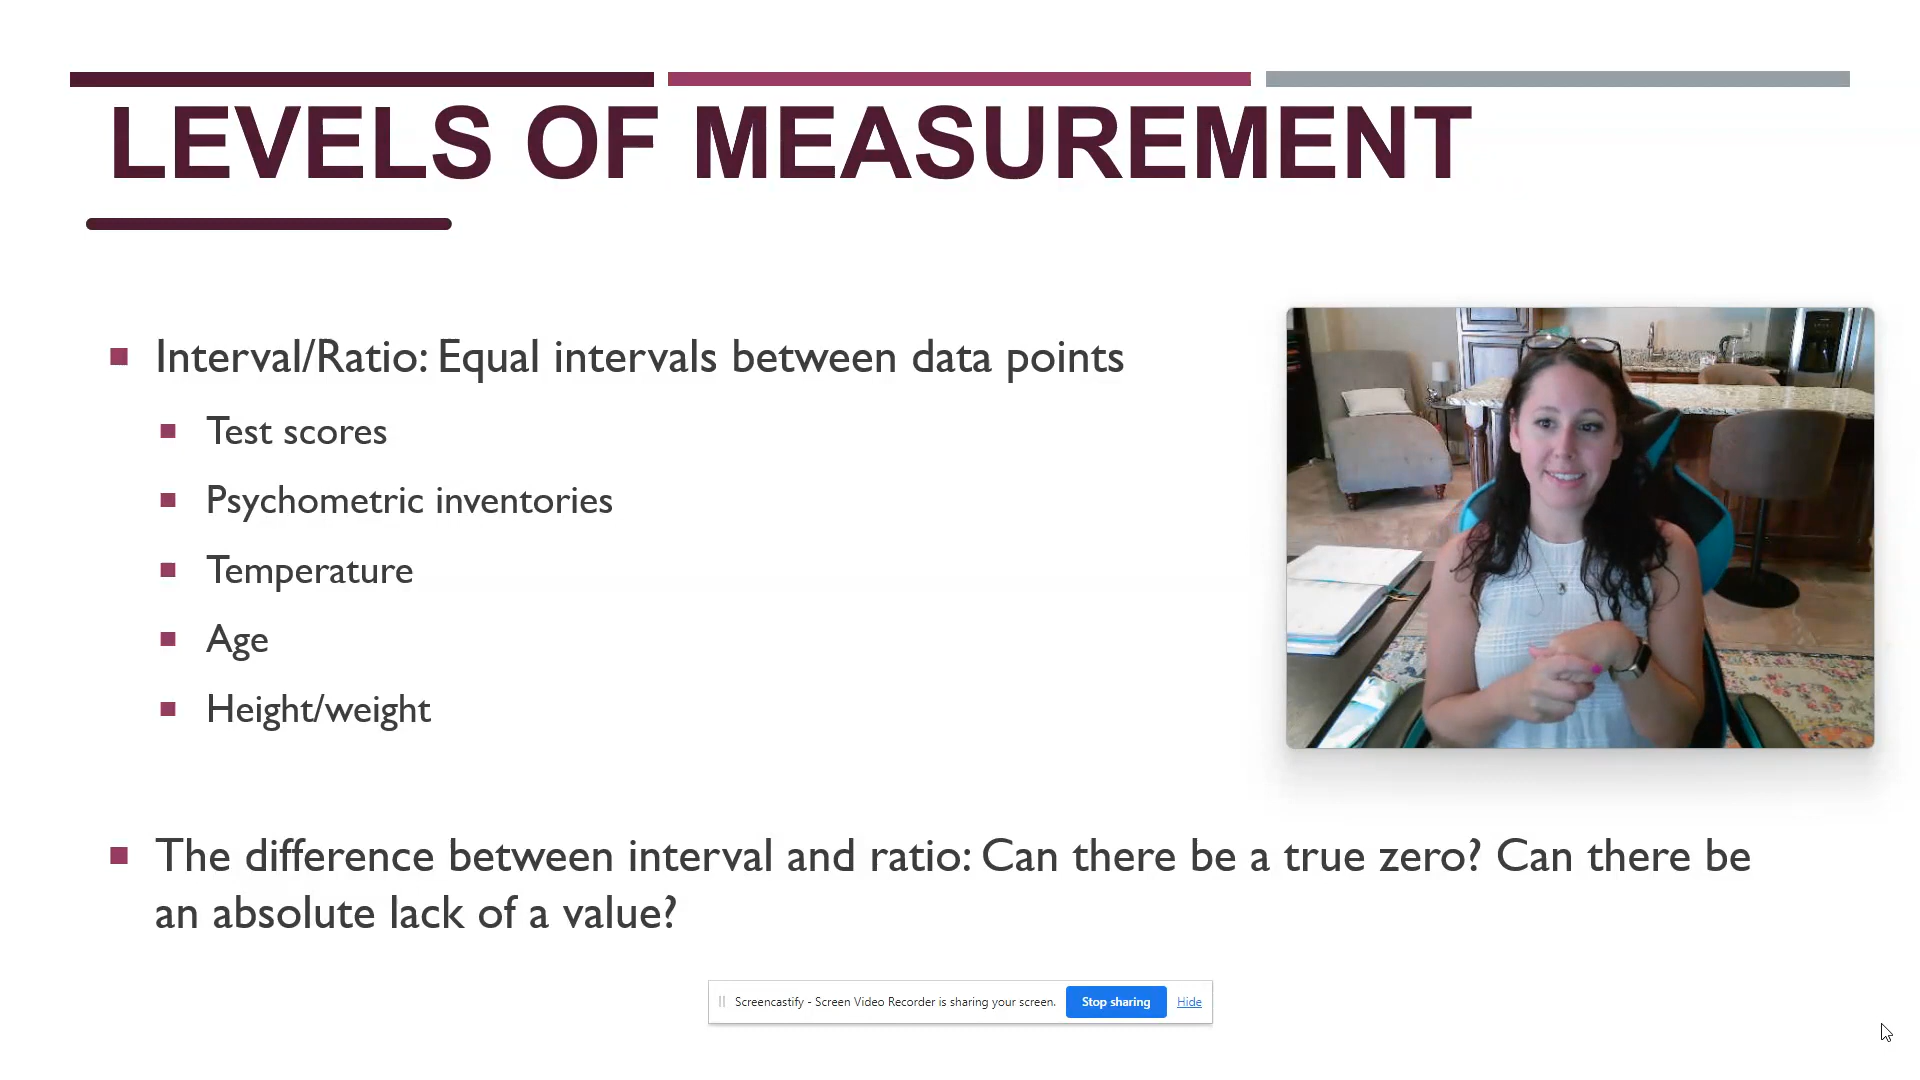 LEVELS OF MEASUREMENT
Interval/Ratio: Equal intervals between data points
Test scores
Psychometric inventories
Temperature
Age
Height/weight
The difference between interval and ratio: Can there be a true zero? Can there be
an absolute lack of a value?
Screencastify - Screen Video Recorder is sharing your screen. Stop sharing Hide